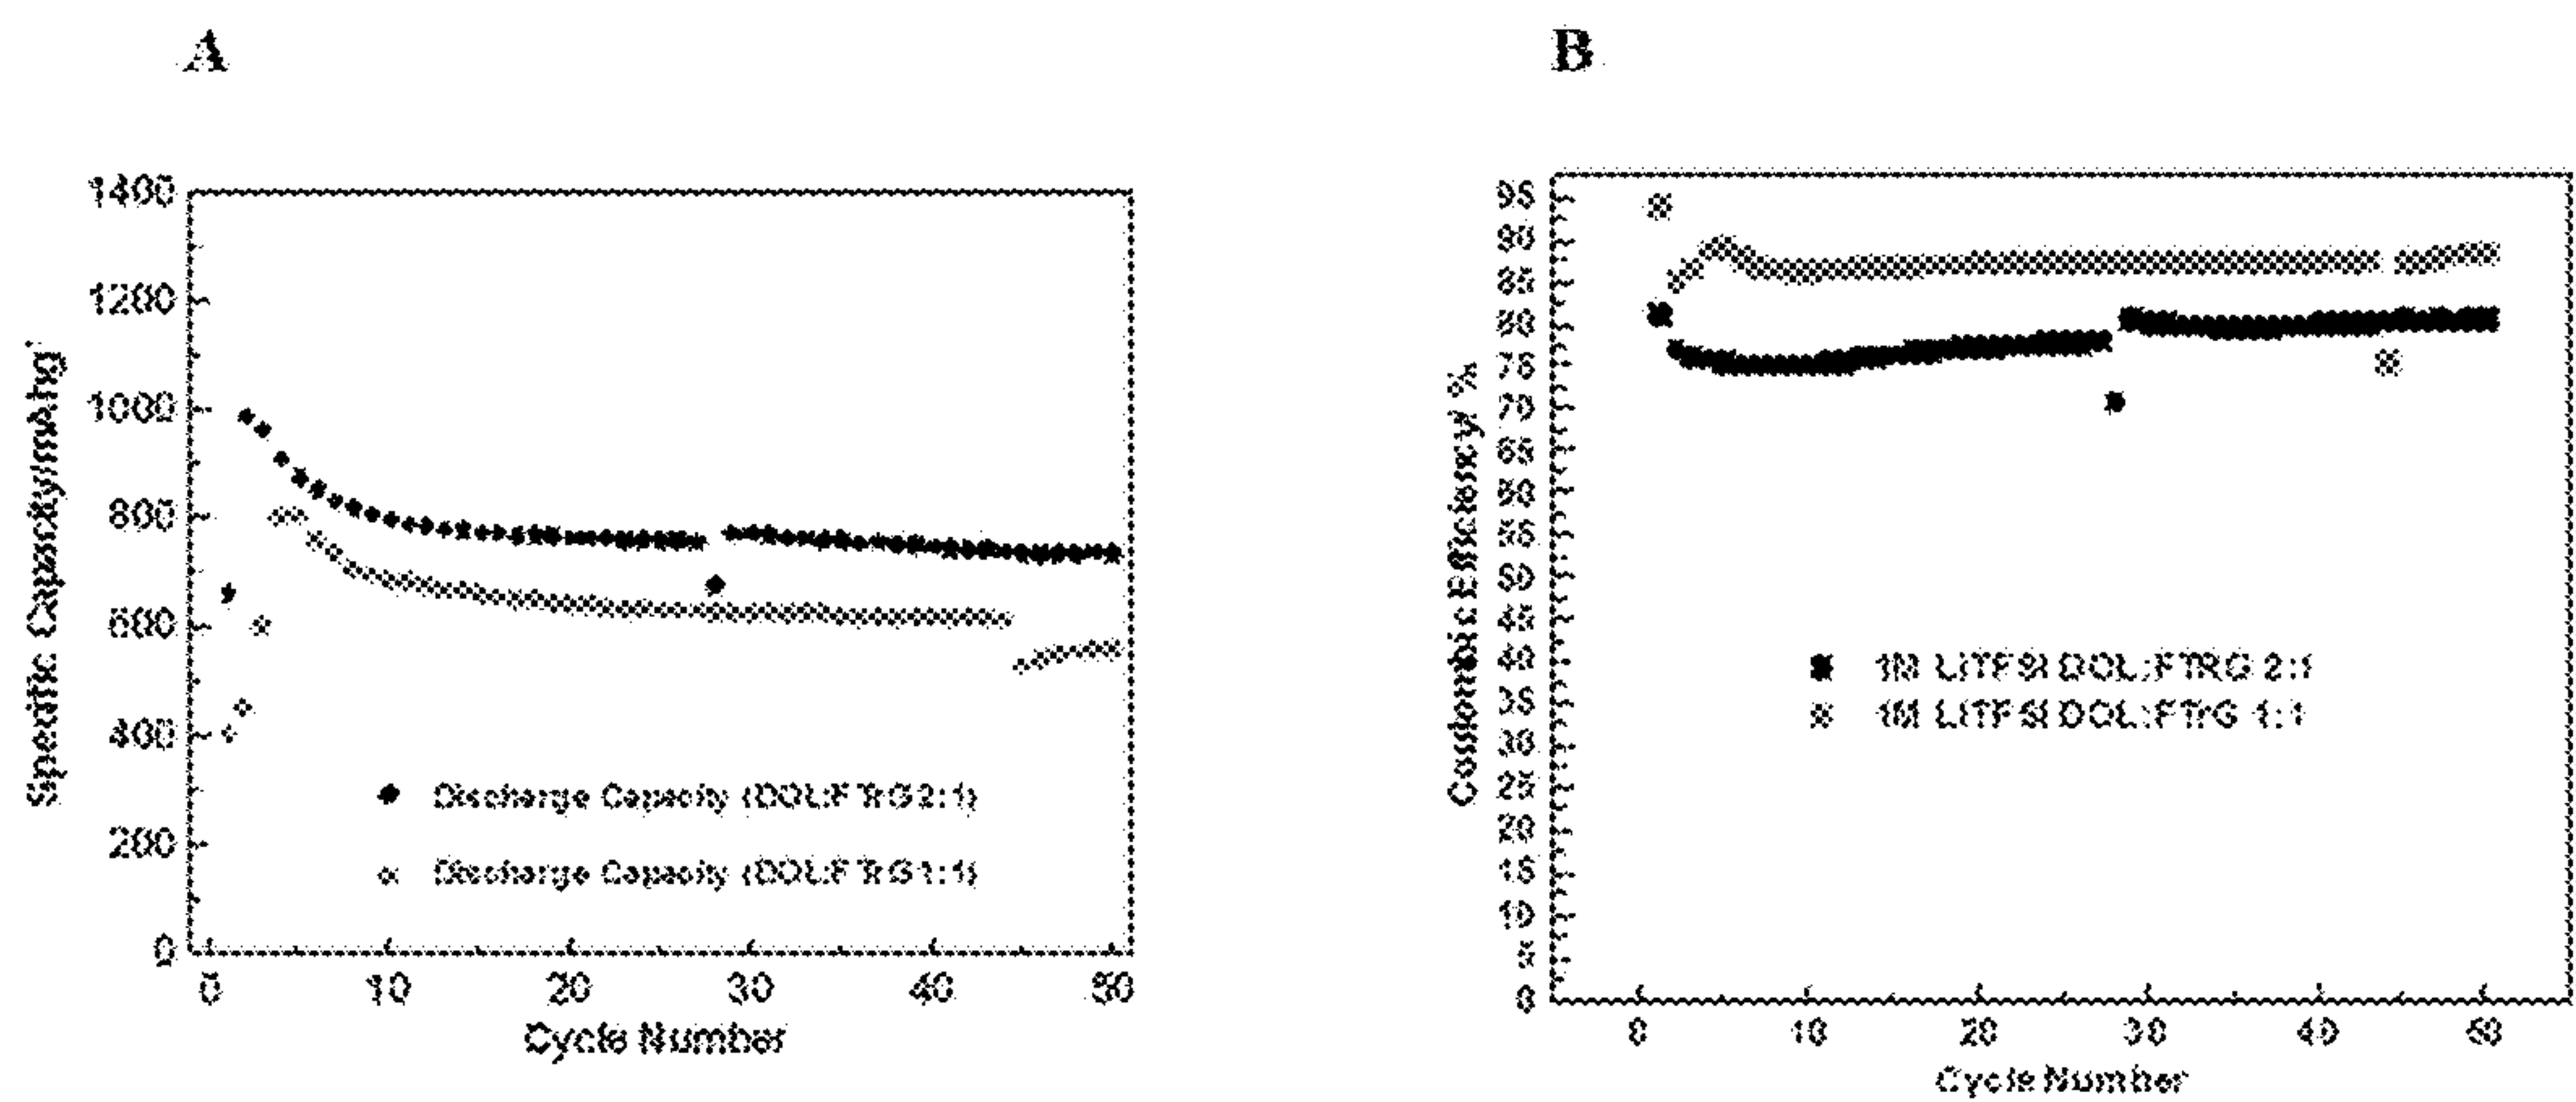 A
B
1400
1200
1000
800
600
400
200
0
Specific Capacity/mAhg⁻¹
Discharge Capacity (DOL:FTrG 2:1)
Discharge Capacity (DOL:FTrG 1:1)
0 10 20 30 40 50
Cycle Number
95
90
85
80
75
70
65
60
55
50
45
40
35
30
25
20
15
10
5
0
Coulombic Efficiency/ %
1M LiTFSI DOL:FTRG 2:1
1M LiTFSI DOL:FTrG 1:1
0 10 20 30 40 50
Cycle Number